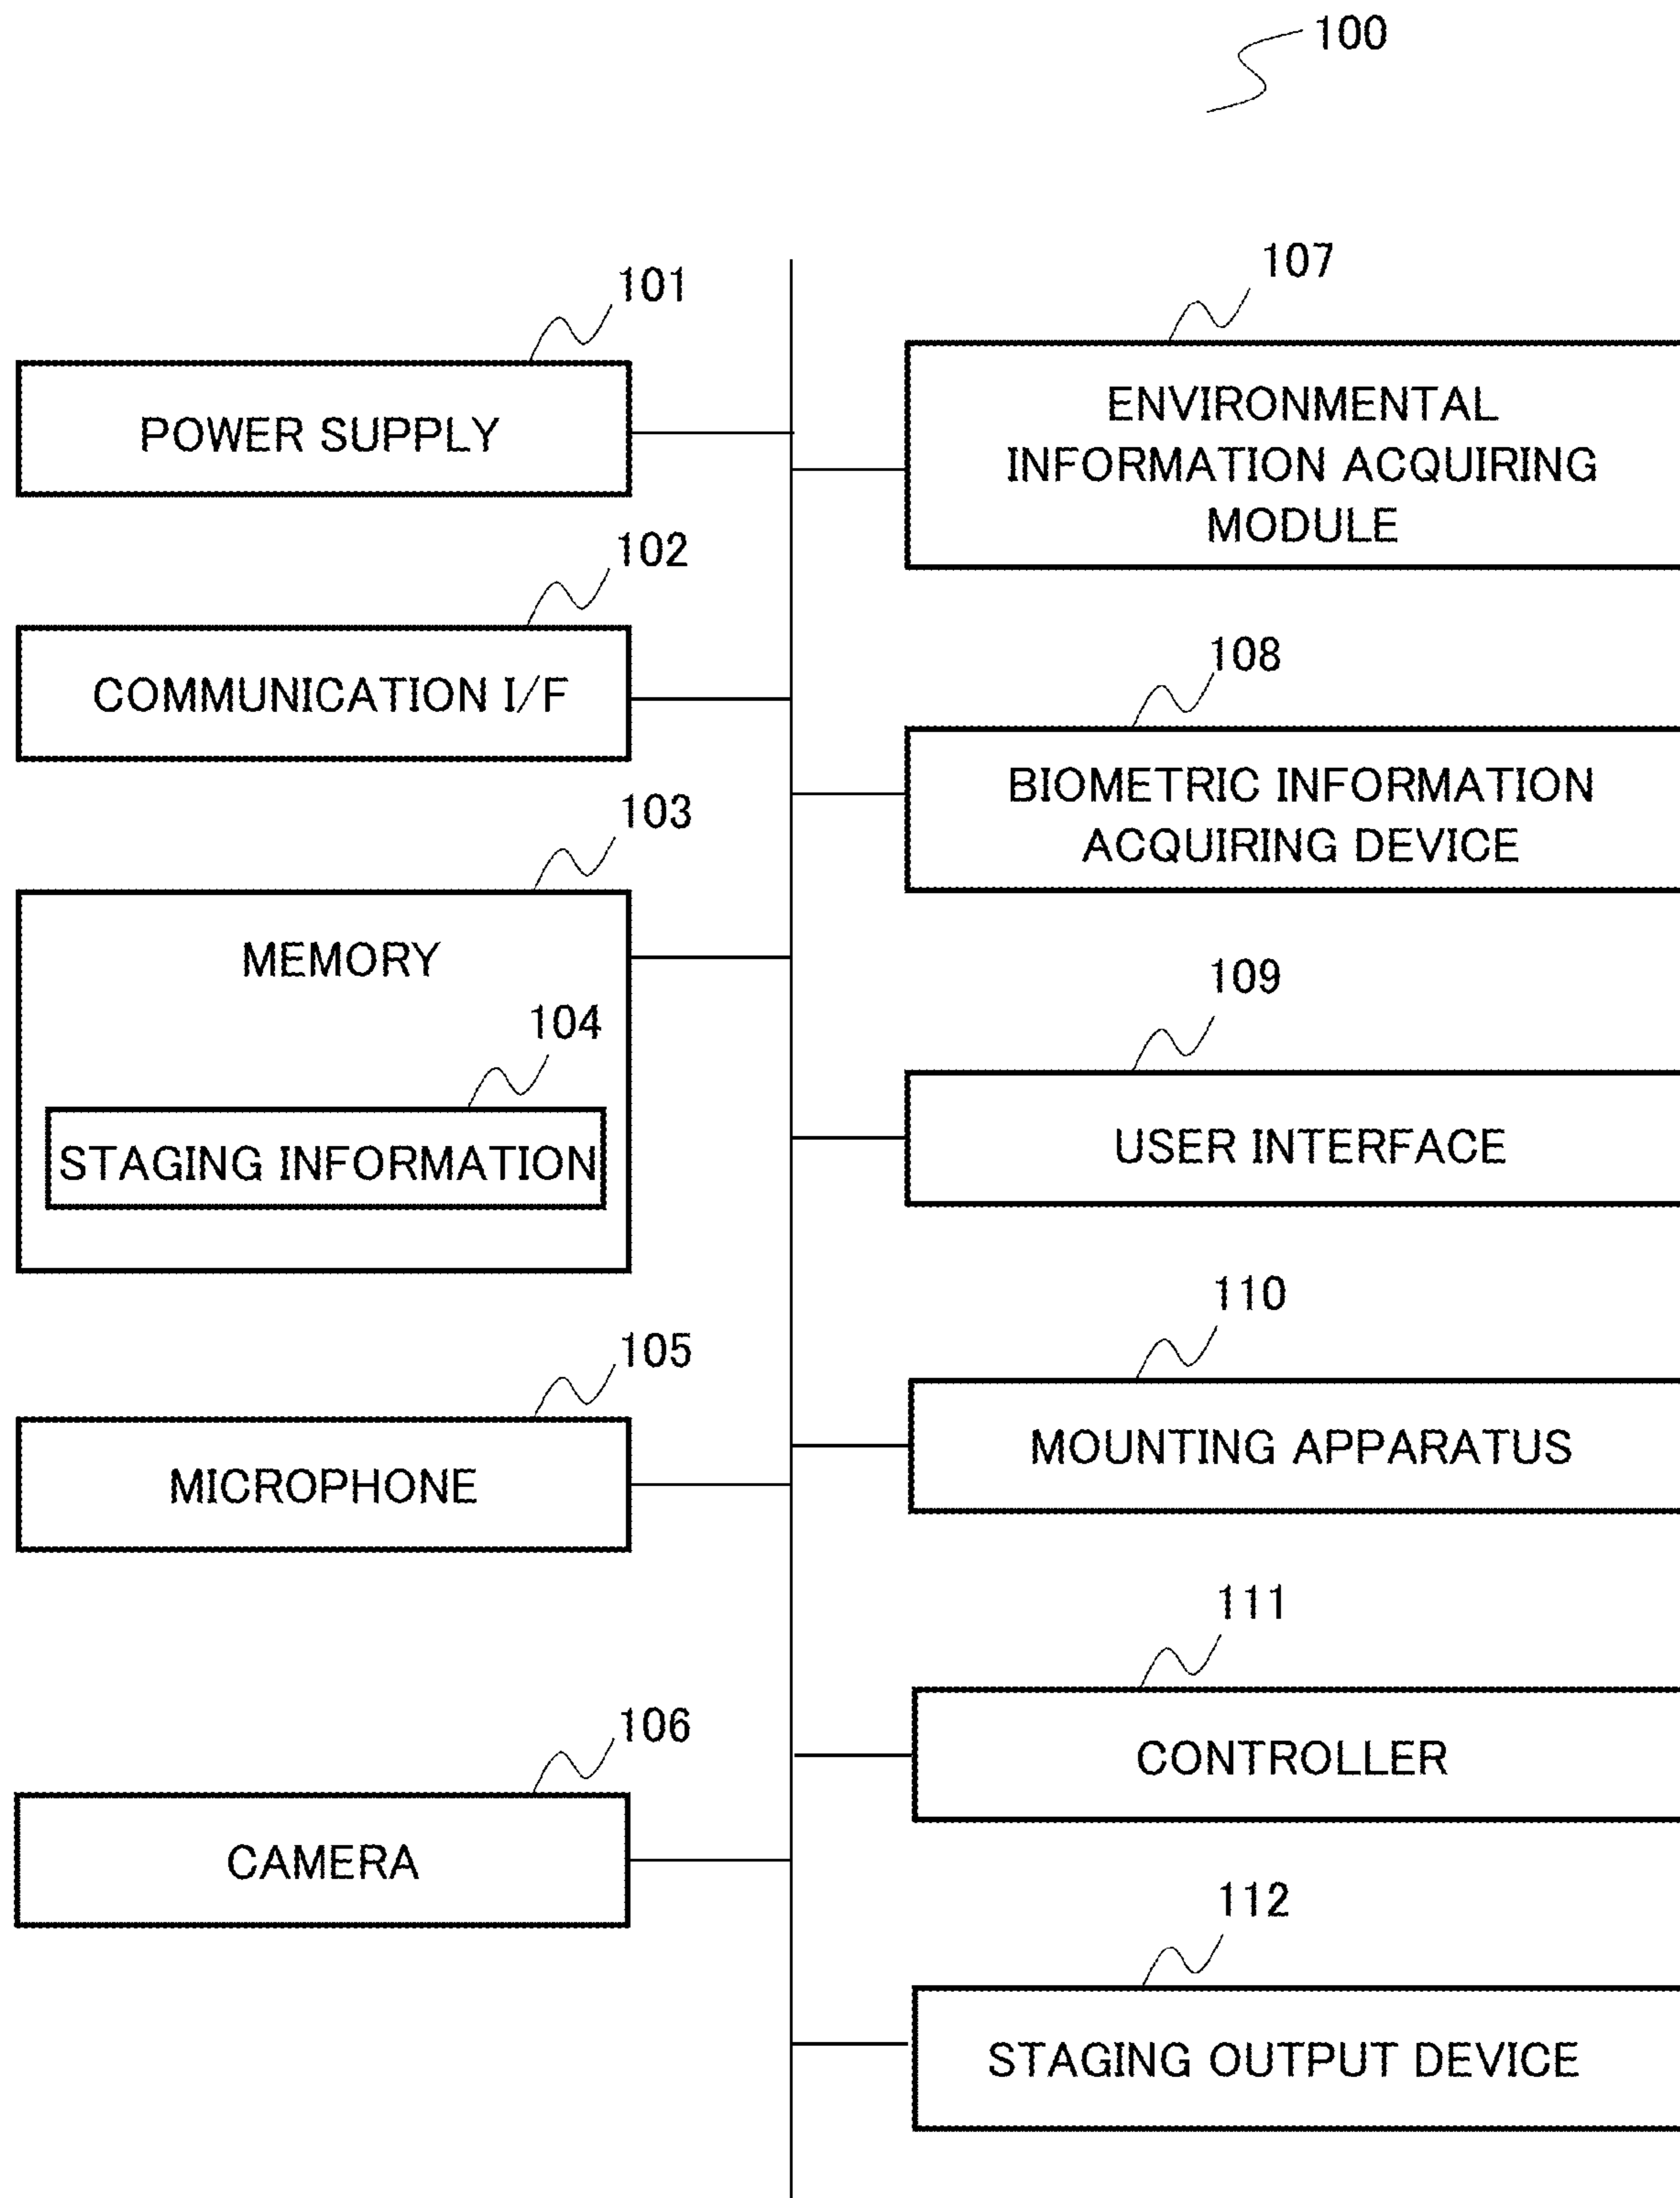 100
101
POWER SUPPLY
102
COMMUNICATION I/F
103
MEMORY
104
STAGING INFORMATION
105
MICROPHONE
106
CAMERA
107
ENVIRONMENTAL
INFORMATION ACQUIRING
MODULE
108
BIOMETRIC INFORMATION
ACQUIRING DEVICE
109
USER INTERFACE
110
MOUNTING APPARATUS
111
CONTROLLER
112
STAGING OUTPUT DEVICE